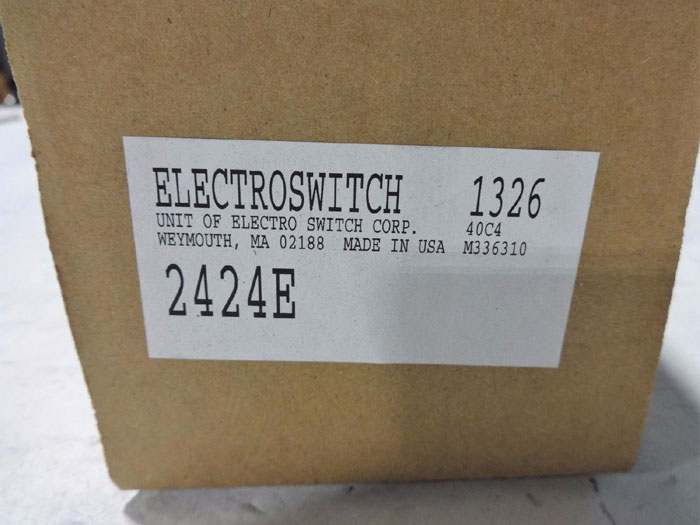 ELECTROSWITCH 1326
UNIT OF ELECTRO SWITCH CORP. 40C4
WEYMOUTH, MA 02188 MADE IN USA M336310
2424E